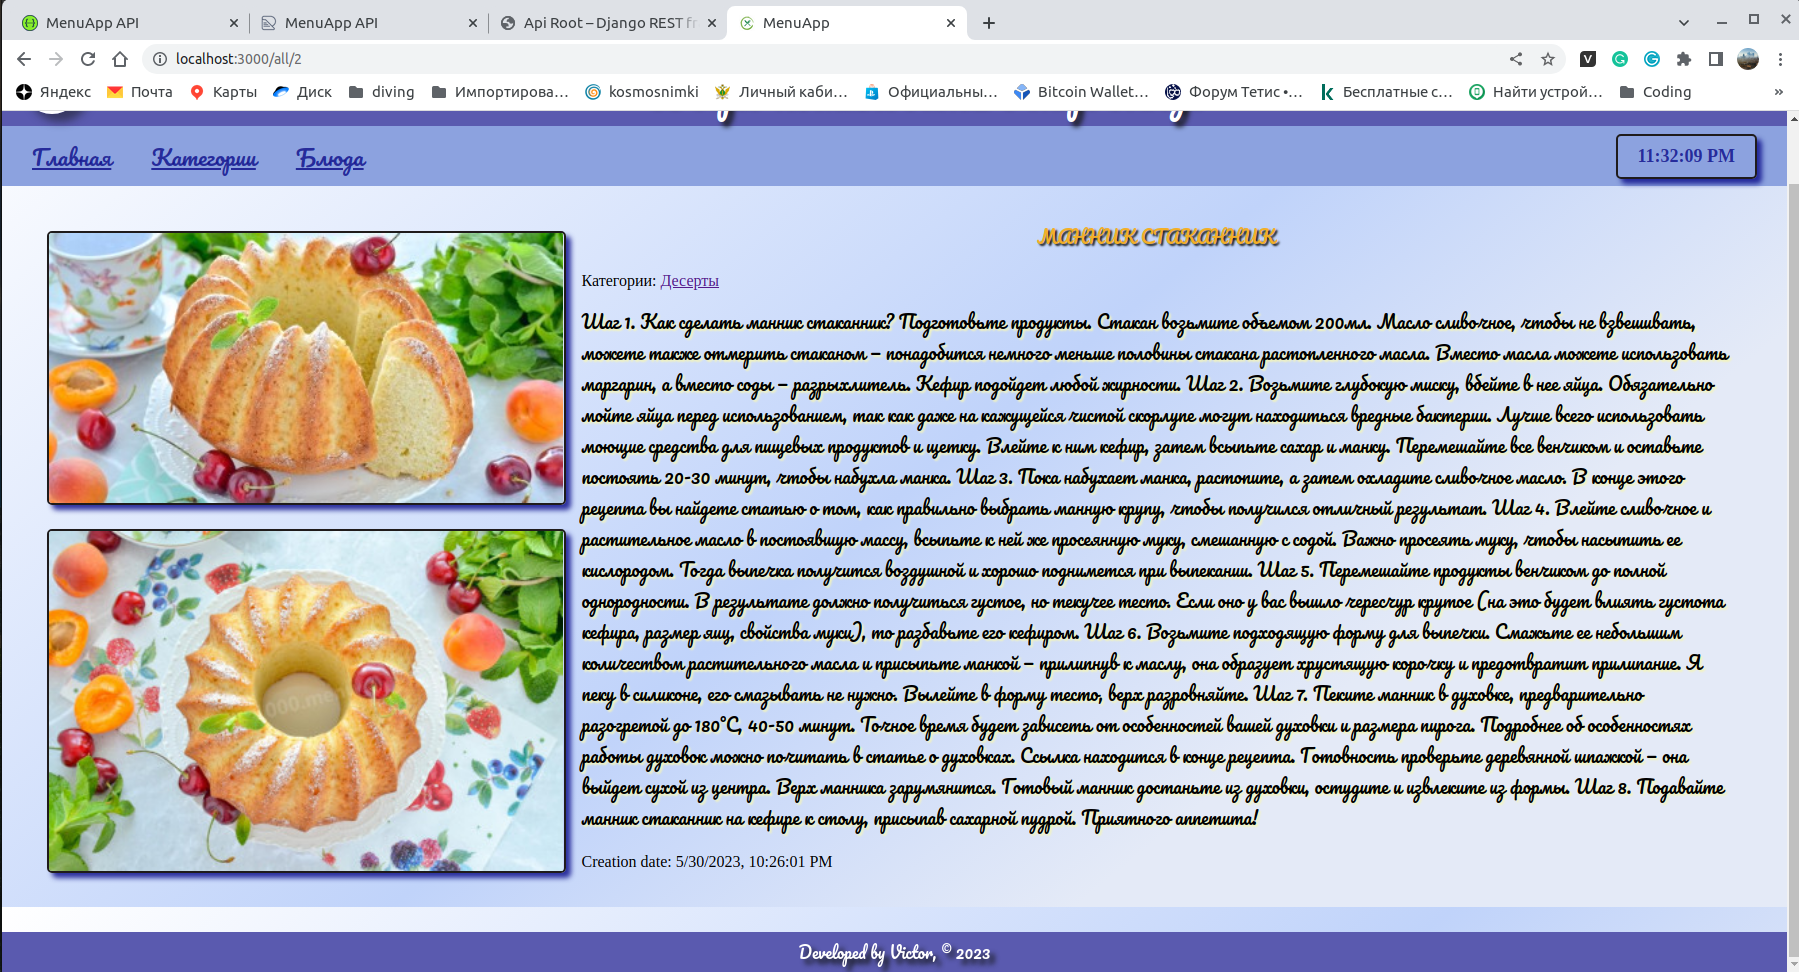 MenuApp API
MenuApp API
Api Root – Django REST fr
MenuApp
localhost:3000/all/2
Яндекс
Почта
Карты
Диск
diving
Импортирова…
kosmosnimki
Личный каби…
Официальны…
Bitcoin Wallet…
Форум Тетис •…
Бесплатные с…
Найти устрой…
Coding
»
Главная
Категории
Блюда
11:32:09 PM
манник стаканник
Категории: Десерты
Шаг 1. Как сделать манник стаканник? Подготовьте продукты. Стакан возьмите объемом 200мл. Масло сливочное, чтобы не взвешивать,
можете также отмерить стаканом – понадобится немного меньше половины стакана растопленного масла. Вместо масла можете использовать
маргарин, а вместо соды – разрыхлитель. Кефир подойдет любой жирности. Шаг 2. Возьмите глубокую миску, вбейте в нее яйца. Обязательно
мойте яйца перед использованием, так как даже на кажущейся чистой скорлупе могут находиться вредные бактерии. Лучше всего использовать
моющие средства для пищевых продуктов и щетку. Влейте к ним кефир, затем всыпьте сахар и манку. Перемешайте все венчиком и оставьте
постоять 20-30 минут, чтобы набухла манка. Шаг 3. Пока набухает манка, растопите, а затем охладите сливочное масло. В конце этого
рецепта вы найдете статью о том, как правильно выбрать манную крупу, чтобы получился отличный результат. Шаг 4. Влейте сливочное и
растительное масло в постоявшую массу, всыпьте к ней же просеянную муку, смешанную с содой. Важно просеять муку, чтобы насытить ее
кислородом. Тогда выпечка получится воздушной и хорошо поднимется при выпекании. Шаг 5. Перемешайте продукты венчиком до полной
однородности. В результате должно получиться густое, но текучее тесто. Если оно у вас вышло чересчур крутое (на это будет влиять густота
кефира, размер яиц, свойства муки), то разбавьте его кефиром. Шаг 6. Возьмите подходящую форму для выпечки. Смажьте ее небольшим
количеством растительного масла и присыпьте манкой – прилипнув к маслу, она образует хрустящую корочку и предотвратит прилипание. Я
пеку в силиконе, его смазывать не нужно. Вылейте в форму тесто, верх разровняйте. Шаг 7. Пеките манник в духовке, предварительно
разогретой до 180°С, 40-50 минут. Точное время будет зависеть от особенностей вашей духовки и размера пирога. Подробнее об особенностях
работы духовок можно почитать в статье о духовках. Ссылка находится в конце рецепта. Готовность проверьте деревянной шпажкой – она
выйдет сухой из центра. Верх манника зарумянится. Готовый манник достаньте из духовки, остудите и извлеките из формы. Шаг 8. Подавайте
манник стаканник на кефире к столу, присыпав сахарной пудрой. Приятного аппетита!
Creation date: 5/30/2023, 10:26:01 PM
Developed by Victor, © 2023